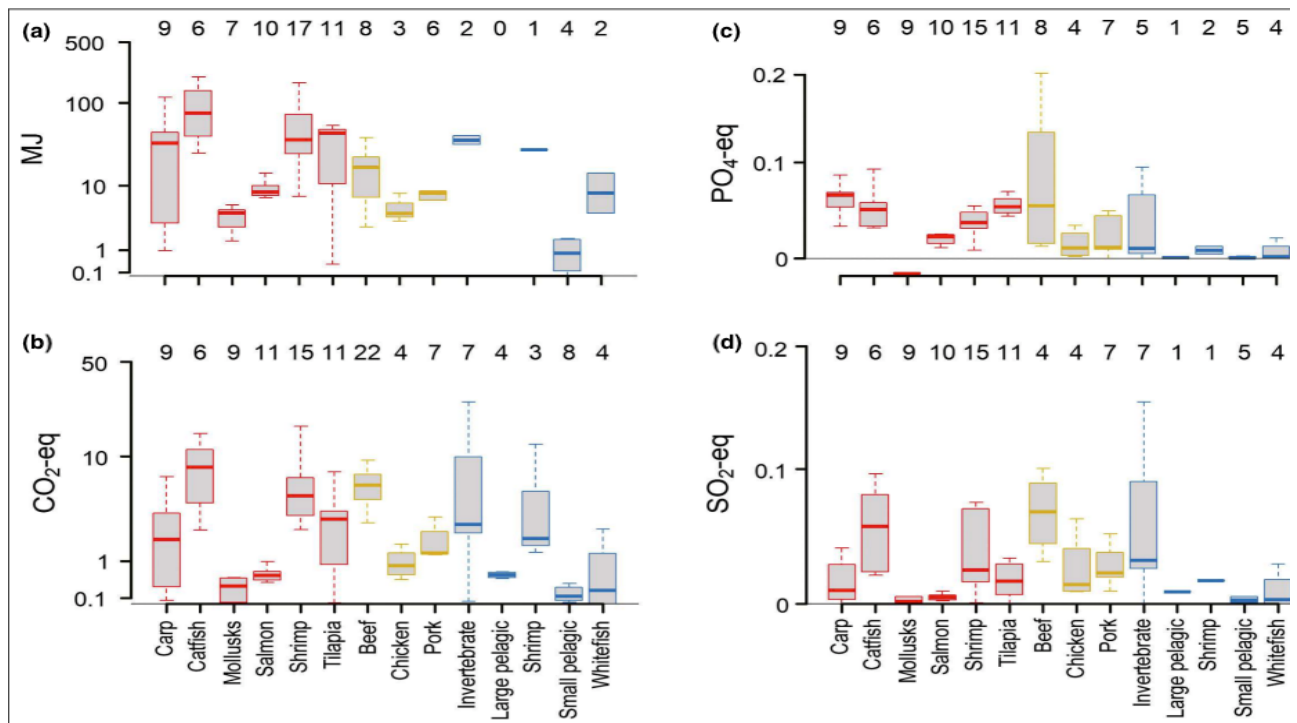 (a) 9 6 7 10 17 11 8 3 6 2 0 1 4 2
500
100
10
1
0.1
MJ
(c) 9 6 9 10 15 11 8 4 7 5 1 2 5 4
0.2
0.1
0
PO4-eq
(b) 9 6 9 11 15 11 22 4 7 7 4 3 8 4
50
10
1
0.1
CO2-eq
Carp
Catfish
Mollusks
Salmon
Shrimp
Tilapia
Beef
Chicken
Pork
Invertebrate
Large pelagic
Shrimp
Small pelagic
Whitefish
(d) 9 6 9 10 15 11 4 4 7 7 1 1 5 4
0.2
0.1
0
SO2-eq
Carp
Catfish
Mollusks
Salmon
Shrimp
Tilapia
Beef
Chicken
Pork
Invertebrate
Large pelagic
Shrimp
Small pelagic
Whitefish